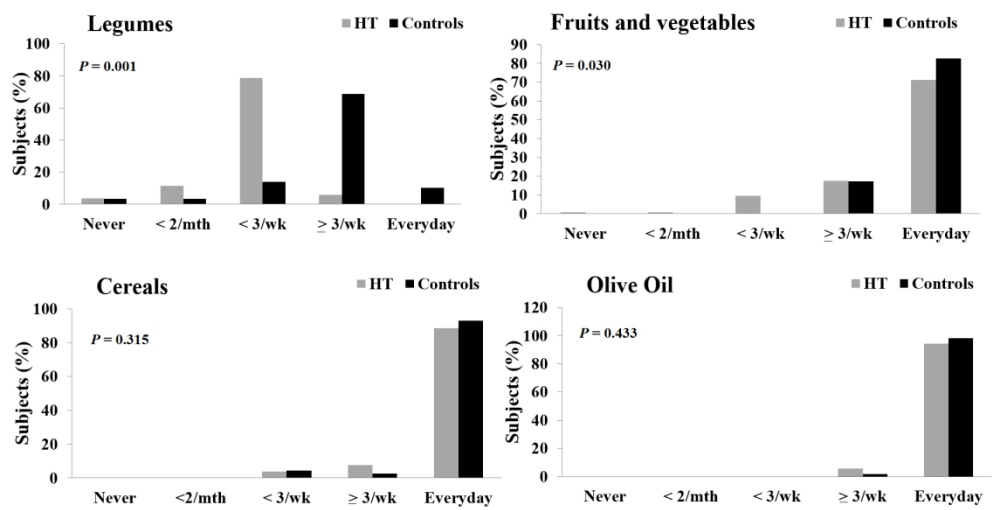 Legumes
HT Controls
P = 0.001
Subjects (%)
100
80
60
40
20
0
Never < 2/mth < 3/wk ≥ 3/wk Everyday
Fruits and vegetables
HT Controls
P = 0.030
Subjects (%)
90
80
70
60
50
40
30
20
10
0
Never < 2/mth < 3/wk ≥ 3/wk Everyday
Cereals
HT Controls
P = 0.315
Subjects (%)
100
80
60
40
20
0
Never <2/mth < 3/wk ≥ 3/wk Everyday
Olive Oil
HT Controls
P = 0.433
Subjects (%)
120
100
80
60
40
20
0
Never < 2/mth < 3/wk ≥ 3/wk Everyday